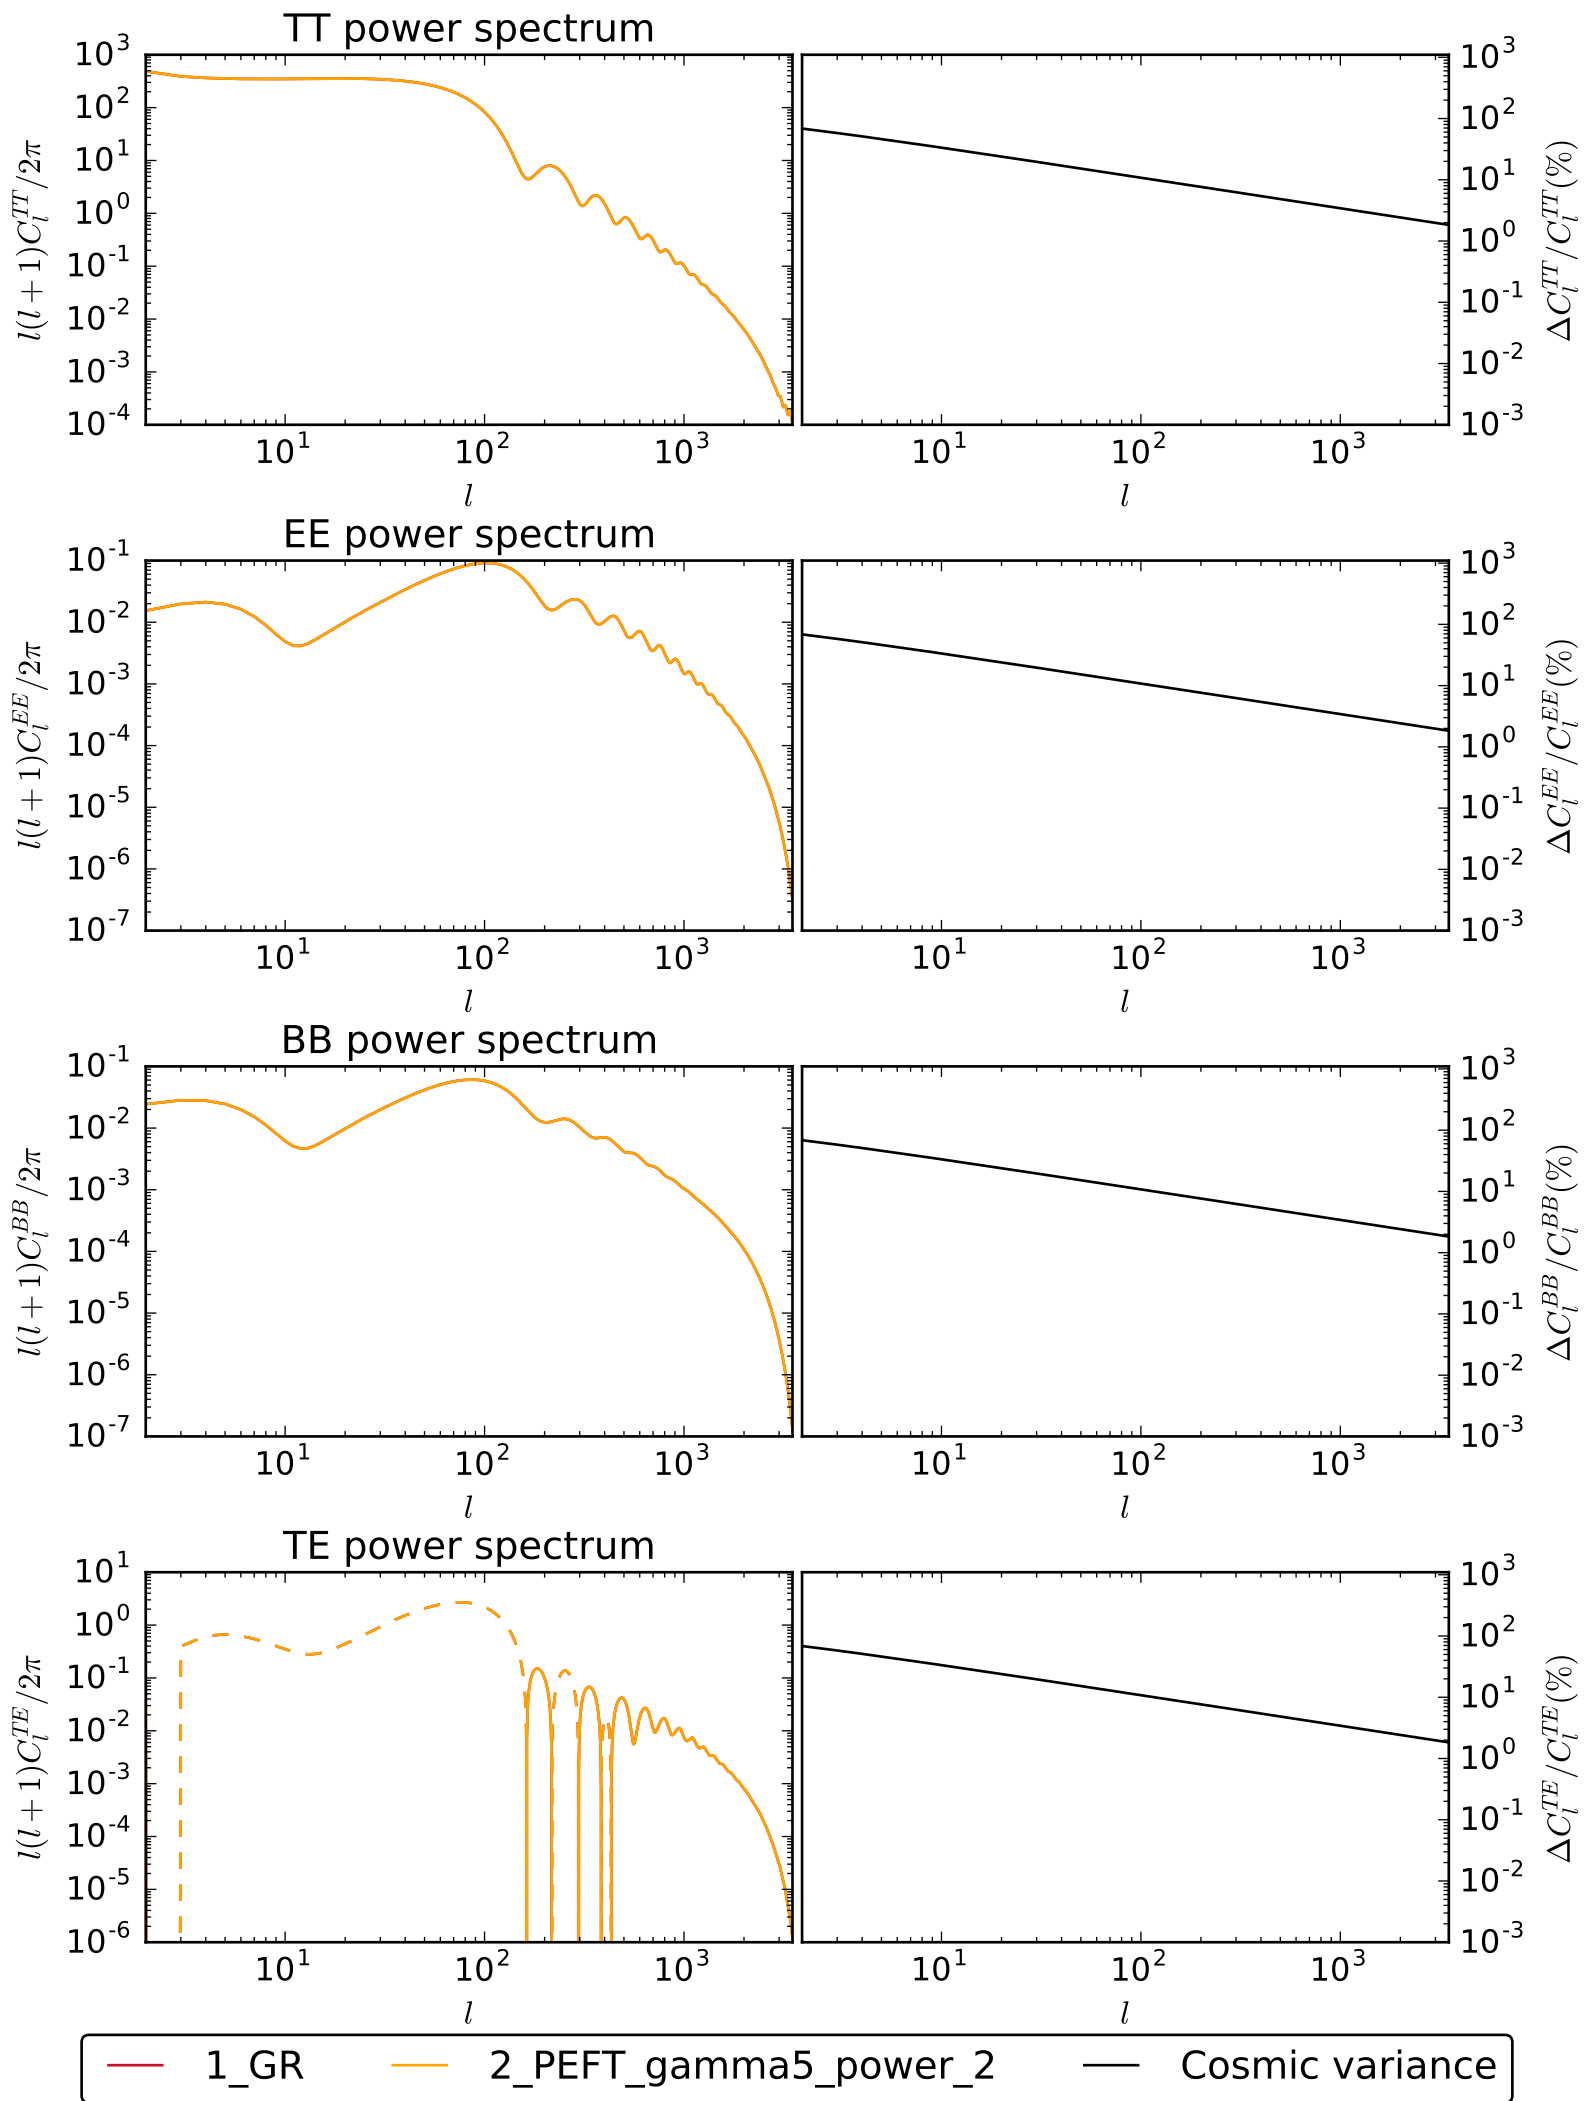 TT power spectrum
10^3
10^2
10^1
10^0
10^-1
10^-2
10^-3
10^-4
l(l + 1)C_l^{TT}/2π
10^1 10^2 10^3
l
10^3
10^2
10^1
10^0
10^-1
10^-2
10^-3
ΔC_l^{TT}/C_l^{TT}(%)
10^1 10^2 10^3
l
EE power spectrum
10^-1
10^-2
10^-3
10^-4
10^-5
10^-6
10^-7
l(l + 1)C_l^{EE}/2π
10^1 10^2 10^3
l
10^3
10^2
10^1
10^0
10^-1
10^-2
10^-3
ΔC_l^{EE}/C_l^{EE}(%)
10^1 10^2 10^3
l
BB power spectrum
10^-1
10^-2
10^-3
10^-4
10^-5
10^-6
10^-7
l(l + 1)C_l^{BB}/2π
10^1 10^2 10^3
l
10^3
10^2
10^1
10^0
10^-1
10^-2
10^-3
ΔC_l^{BB}/C_l^{BB}(%)
10^1 10^2 10^3
l
TE power spectrum
10^1
10^0
10^-1
10^-2
10^-3
10^-4
10^-5
10^-6
l(l + 1)C_l^{TE}/2π
10^1 10^2 10^3
l
10^3
10^2
10^1
10^0
10^-1
10^-2
10^-3
ΔC_l^{TE}/C_l^{TE}(%)
10^1 10^2 10^3
l
1_GR 2_PEFT_gamma5_power_2 Cosmic variance